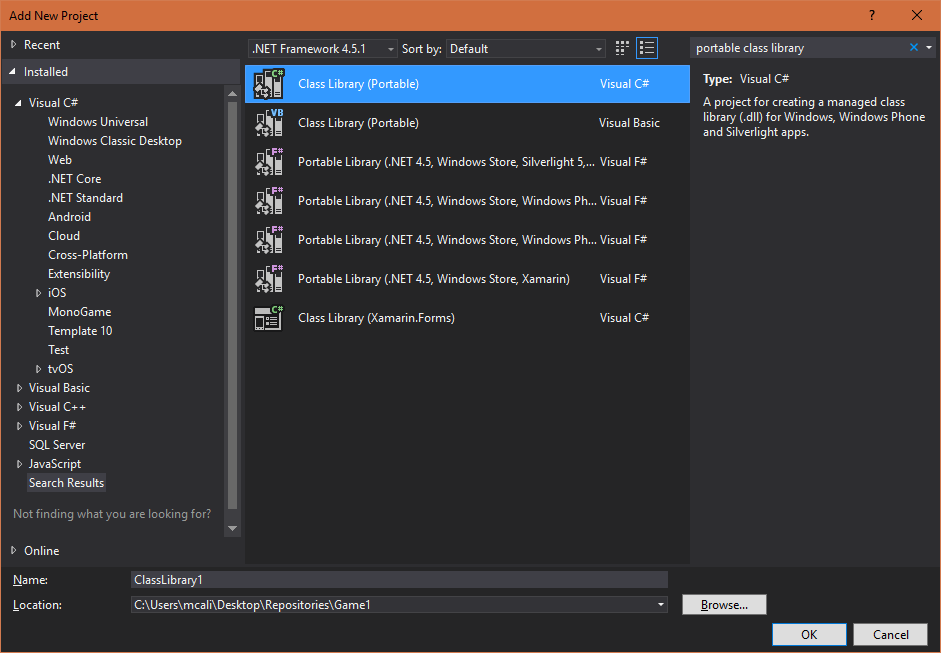 Add New Project
?
Recent
.NET Framework 4.5.1
Sort by:
Default
portable class library
Installed
Visual C#
Windows Universal
Windows Classic Desktop
Web
.NET Core
.NET Standard
Android
Cloud
Cross-Platform
Extensibility
iOS
MonoGame
Template 10
Test
tvOS
Visual Basic
Visual C++
Visual F#
SQL Server
JavaScript
Search Results
Not finding what you are looking for?
Online
C# Class Library (Portable) Visual C#
VB Class Library (Portable) Visual Basic
F# Portable Library (.NET 4.5, Windows Store, Silverlight 5,... Visual F#
F# Portable Library (.NET 4.5, Windows Store, Windows Ph... Visual F#
F# Portable Library (.NET 4.5, Windows Store, Windows Ph... Visual F#
F# Portable Library (.NET 4.5, Windows Store, Xamarin) Visual F#
C# Class Library (Xamarin.Forms) Visual C#
Type: Visual C#
A project for creating a managed class
library (.dll) for Windows, Windows Phone
and Silverlight apps.
Name: ClassLibrary1
Location: C:\Users\mcali\Desktop\Repositories\Game1
Browse...
OK
Cancel